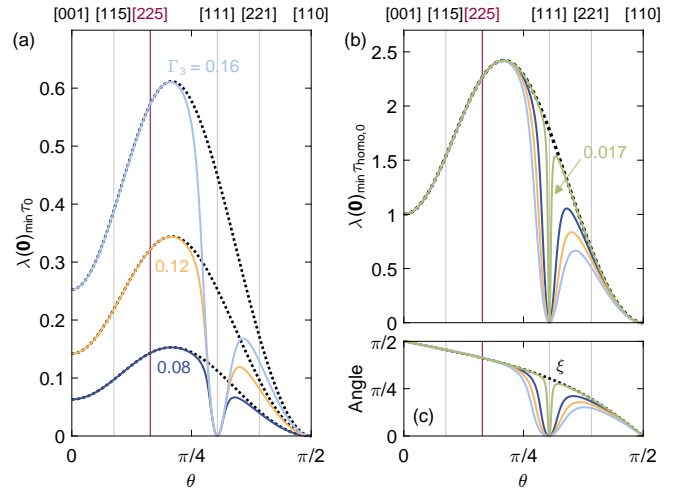 [001] [115] [225] [111] [221] [110]
(a)
Γ3 = 0.16
0.12
0.08
0.6
0.5
0.4
0.3
0.2
0.1
0
λ(0)min τ0
0 π/4 π/2
θ
[001] [115] [225] [111] [221] [110]
(b)
0.017
2.5
2
1.5
1
0.5
0
λ(0)min τhomo,0
π/2
π/4
0
Angle
ξ
(c)
0 π/4 π/2
θ